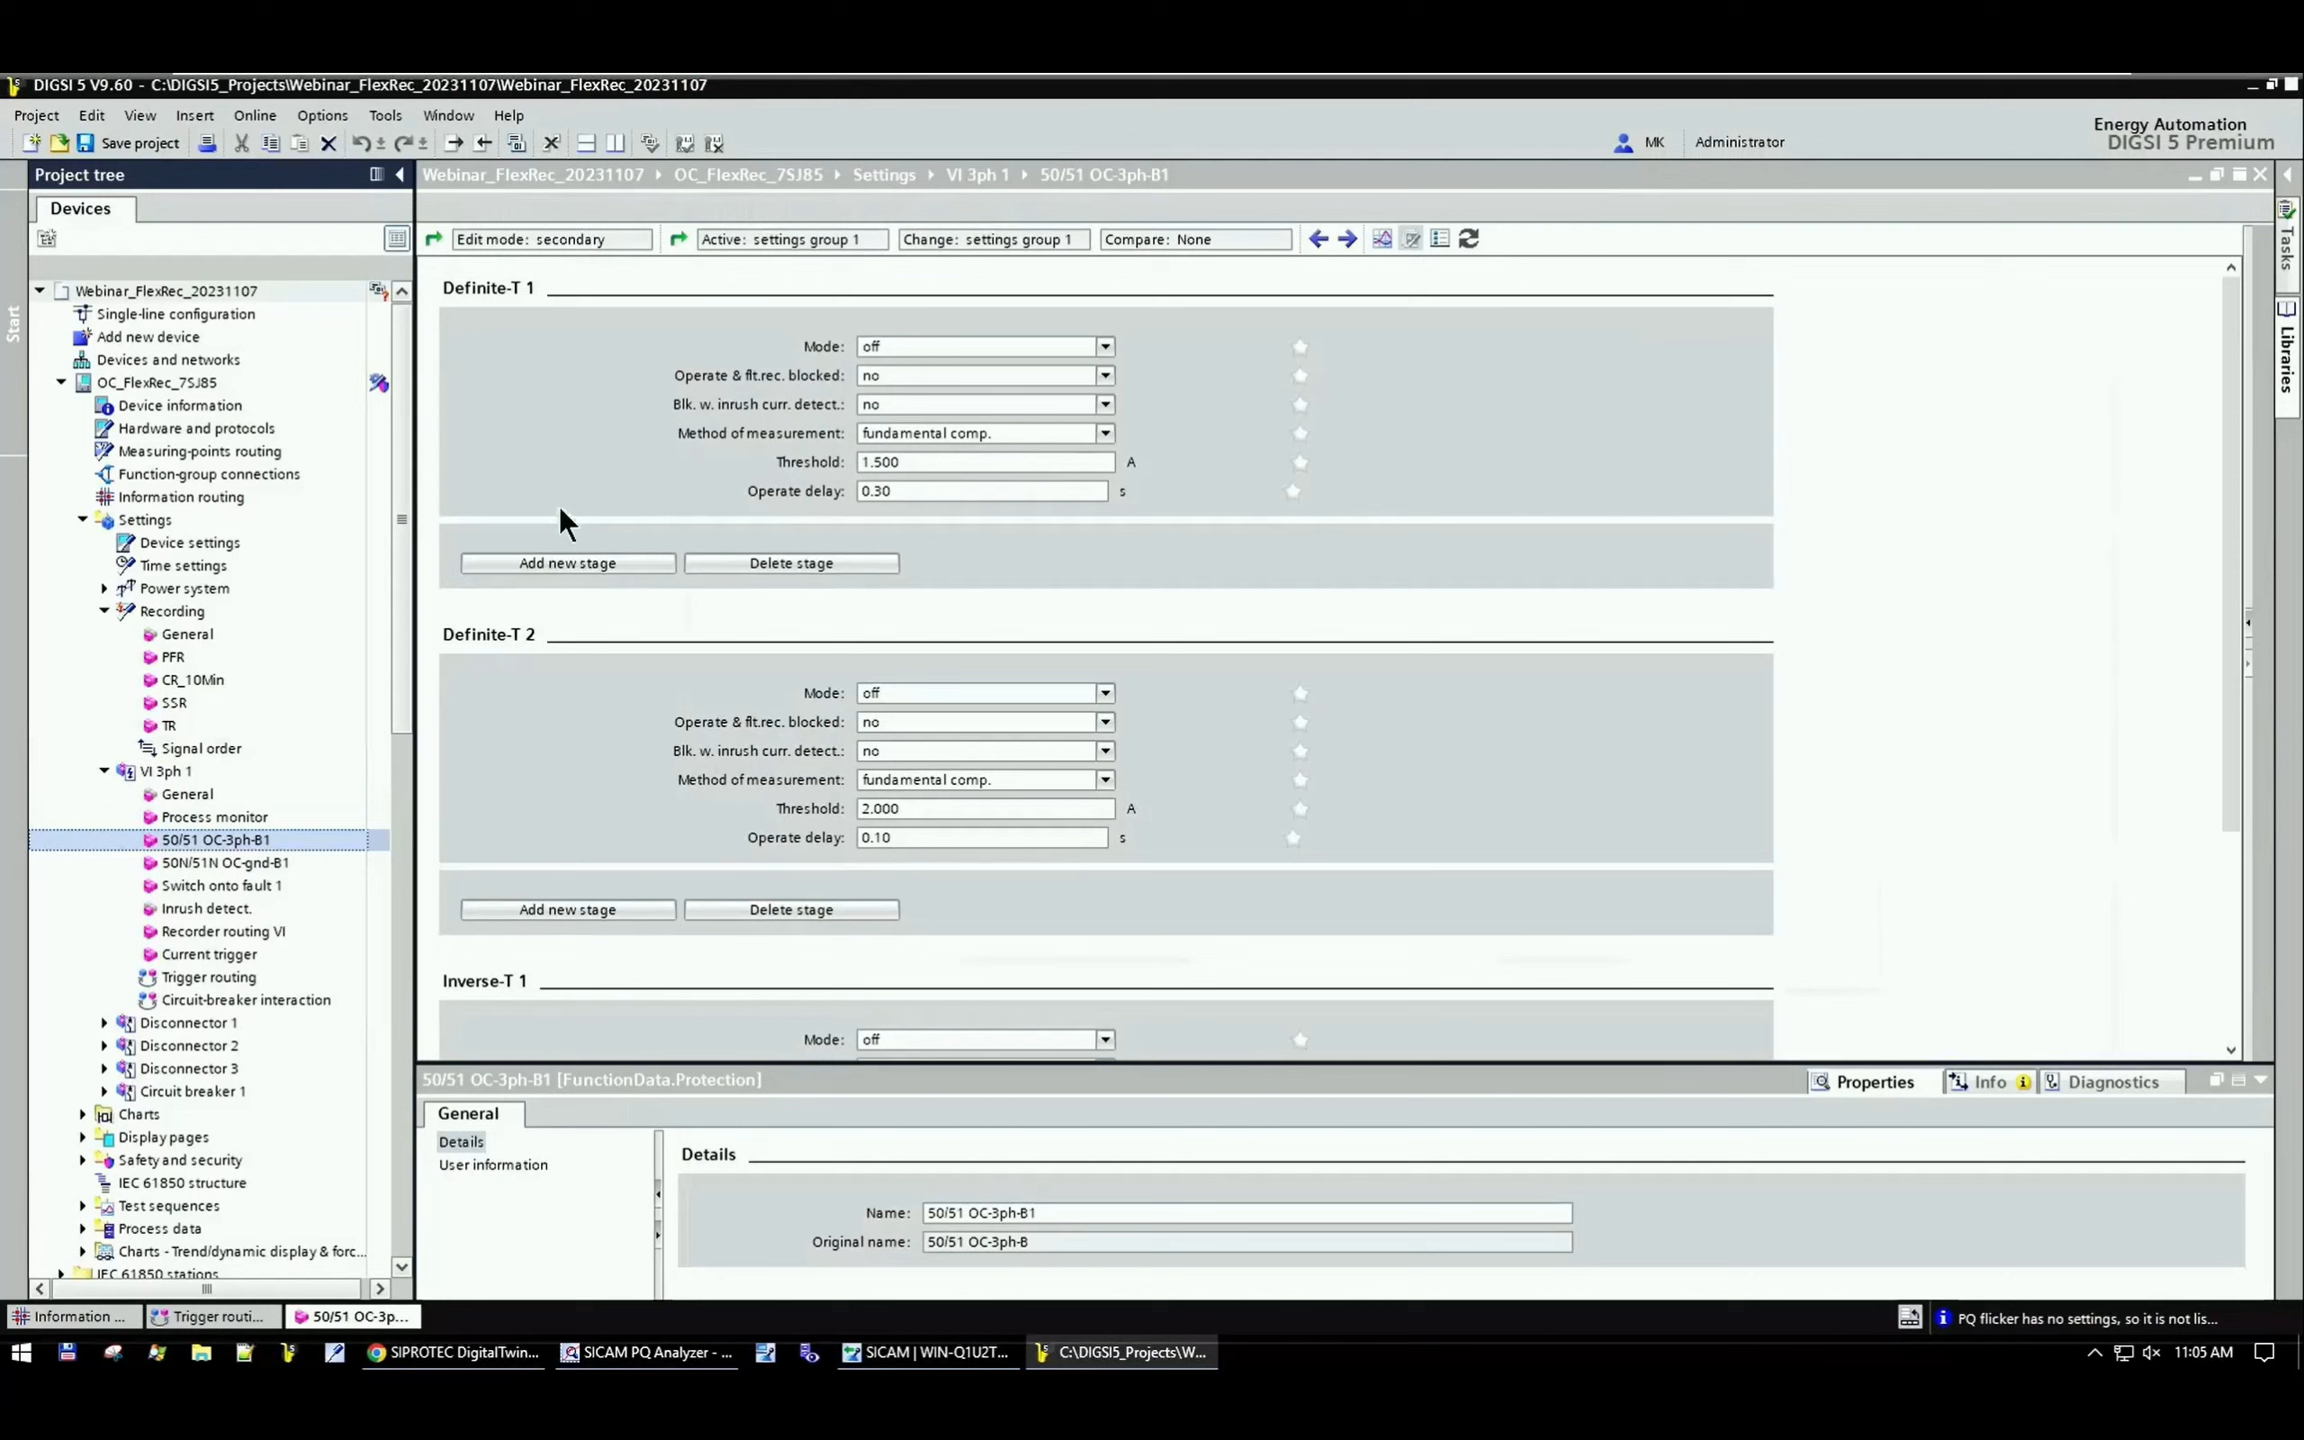 DIGSI 5 V9.60 - C:\DIGSI5_Projects\Webinar_FlexRec_20231107\Webinar_FlexRec_20231107
Project Edit View Insert Online Options Tools Window Help
Energy Automation
DIGSI 5 Premium
Save project
MK Administrator
Project tree
Webinar_FlexRec_20231107 OC_FlexRec_7SJ85 Settings VI 3ph 1 50/51 OC-3ph-B1
Devices
Edit mode: secondary Active: settings group 1 Change: settings group 1 Compare: None
Start
Tasks
Libraries
Webinar_FlexRec_20231107
Single-line configuration
Add new device
Devices and networks
OC_FlexRec_7SJ85
Device information
Hardware and protocols
Measuring-points routing
Function-group connections
Information routing
Settings
Device settings
Time settings
Power system
Recording
General
PFR
CR_10Min
SSR
TR
Signal order
VI 3ph 1
General
Process monitor
50/51 OC-3ph-B1
50N/51N OC-gnd-B1
Switch onto fault 1
Inrush detect.
Recorder routing VI
Current trigger
Trigger routing
Circuit-breaker interaction
Disconnector 1
Disconnector 2
Disconnector 3
Circuit breaker 1
Charts
Display pages
Safety and security
IEC 61850 structure
Test sequences
Process data
Charts - Trend/dynamic display & forc...
IEC 61850 stations
Definite-T 1
Mode: off
Operate & flt.rec. blocked: no
Blk. w. inrush curr. detect.: no
Method of measurement: fundamental comp.
Threshold: 1.500 A
Operate delay: 0.30 s
Add new stage Delete stage
Definite-T 2
Mode: off
Operate & flt.rec. blocked: no
Blk. w. inrush curr. detect.: no
Method of measurement: fundamental comp.
Threshold: 2.000 A
Operate delay: 0.10 s
Add new stage Delete stage
Inverse-T 1
Mode: off
50/51 OC-3ph-B1 [FunctionData.Protection]
Properties Info Diagnostics
General
Details
User information
Details
Name: 50/51 OC-3ph-B1
Original name: 50/51 OC-3ph-B
Information ... Trigger routi... 50/51 OC-3p...
PQ flicker has no settings, so it is not lis...
SIPROTEC DigitalTwin... SICAM PQ Analyzer - ... SICAM | WIN-Q1U2T... C:\DIGSI5_Projects\W...
11:05 AM